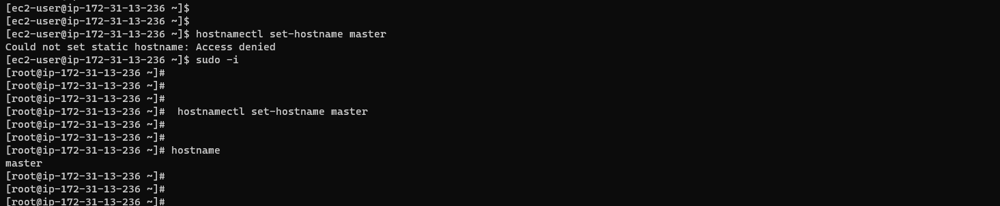 [ec2-user@ip-172-31-13-236 ~]$
[ec2-user@ip-172-31-13-236 ~]$
[ec2-user@ip-172-31-13-236 ~]$ hostnamectl set-hostname master
Could not set static hostname: Access denied
[ec2-user@ip-172-31-13-236 ~]$ sudo -i
[root@ip-172-31-13-236 ~]#
[root@ip-172-31-13-236 ~]#
[root@ip-172-31-13-236 ~]#
[root@ip-172-31-13-236 ~]#  hostnamectl set-hostname master
[root@ip-172-31-13-236 ~]#
[root@ip-172-31-13-236 ~]#
[root@ip-172-31-13-236 ~]# hostname
master
[root@ip-172-31-13-236 ~]#
[root@ip-172-31-13-236 ~]#
[root@ip-172-31-13-236 ~]#